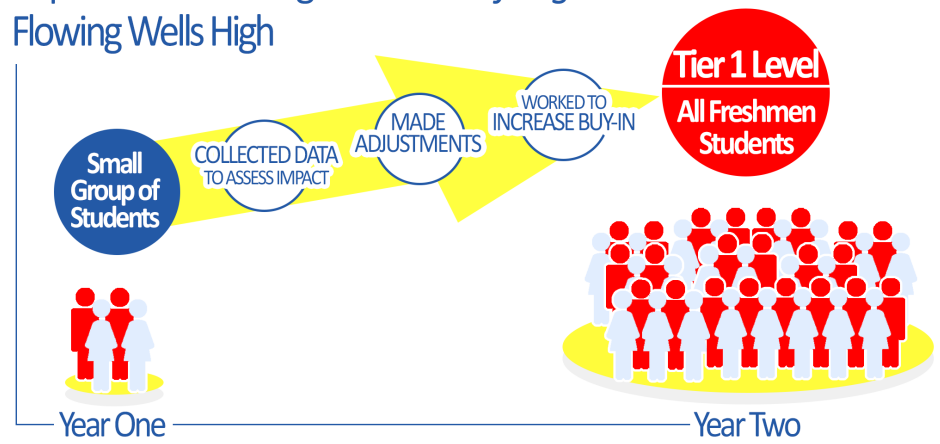 Flowing Wells High
Small
Group of
Students
COLLECTED DATA
TO ASSESS IMPACT
MADE
ADJUSTMENTS
WORKED TO
INCREASE BUY-IN
Tier 1 Level
All Freshmen
Students
Year One
Year Two